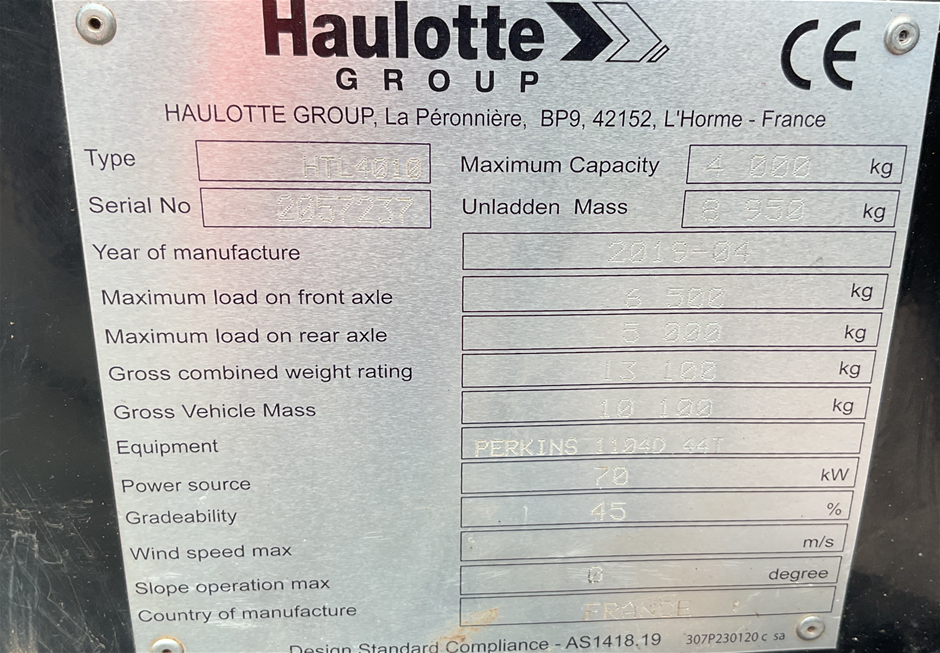 Haulotte
GROUP
CE
HAULOTTE GROUP, La Péronnière, BP9, 42152, L'Horme - France
Type HTL4010 Maximum Capacity 4 000 kg
Serial No 2057237 Unladden Mass 8 950 kg
Year of manufacture 2019-04
Maximum load on front axle 6 500 kg
Maximum load on rear axle 5 000 kg
Gross combined weight rating 13 100 kg
Gross Vehicle Mass 10 100 kg
Equipment PERKINS 1104D 44T
Power source 70 kW
Gradeability 45 %
Wind speed max m/s
Slope operation max 0 degree
Country of manufacture FRANCE
Design Standard Compliance - AS1418.19 307P230120 c sa